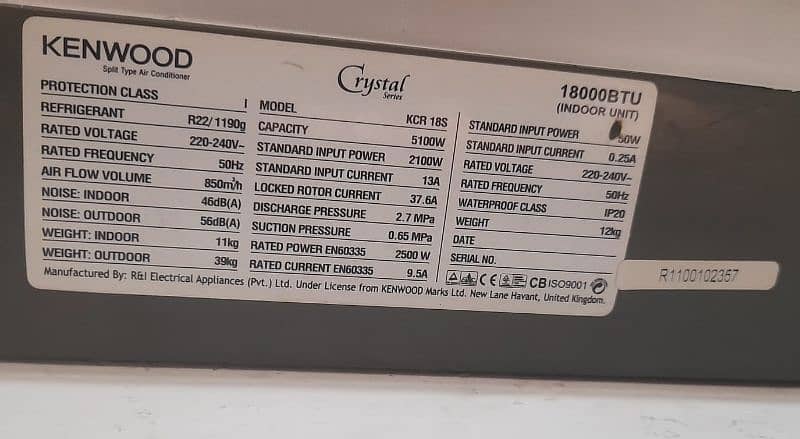 KENWOOD
Split Type Air Conditioner
Crystal
Series
18000BTU
(INDOOR UNIT)
PROTECTION CLASS I
REFRIGERANT R22/1190g
RATED VOLTAGE 220-240V~
RATED FREQUENCY 50Hz
AIR FLOW VOLUME 850m³/h
NOISE: INDOOR 46dB(A)
NOISE: OUTDOOR 56dB(A)
WEIGHT: INDOOR 11kg
WEIGHT: OUTDOOR 39kg
MODEL KCR 18S
CAPACITY 5100W
STANDARD INPUT POWER 2100W
STANDARD INPUT CURRENT 13A
LOCKED ROTOR CURRENT 37.6A
DISCHARGE PRESSURE 2.7 MPa
SUCTION PRESSURE 0.65 MPa
RATED POWER EN60335 2500 W
RATED CURRENT EN60335 9.5A
STANDARD INPUT POWER 50W
STANDARD INPUT CURRENT 0.25A
RATED VOLTAGE 220-240V~
RATED FREQUENCY 50Hz
WATERPROOF CLASS IP20
WEIGHT 12kg
DATE
SERIAL NO.
CE CB ISO9001
R1100102357
Manufactured By: R&I Electrical Appliances (Pvt.) Ltd. Under License from KENWOOD Marks Ltd. New Lane Havant, United Kingdom.